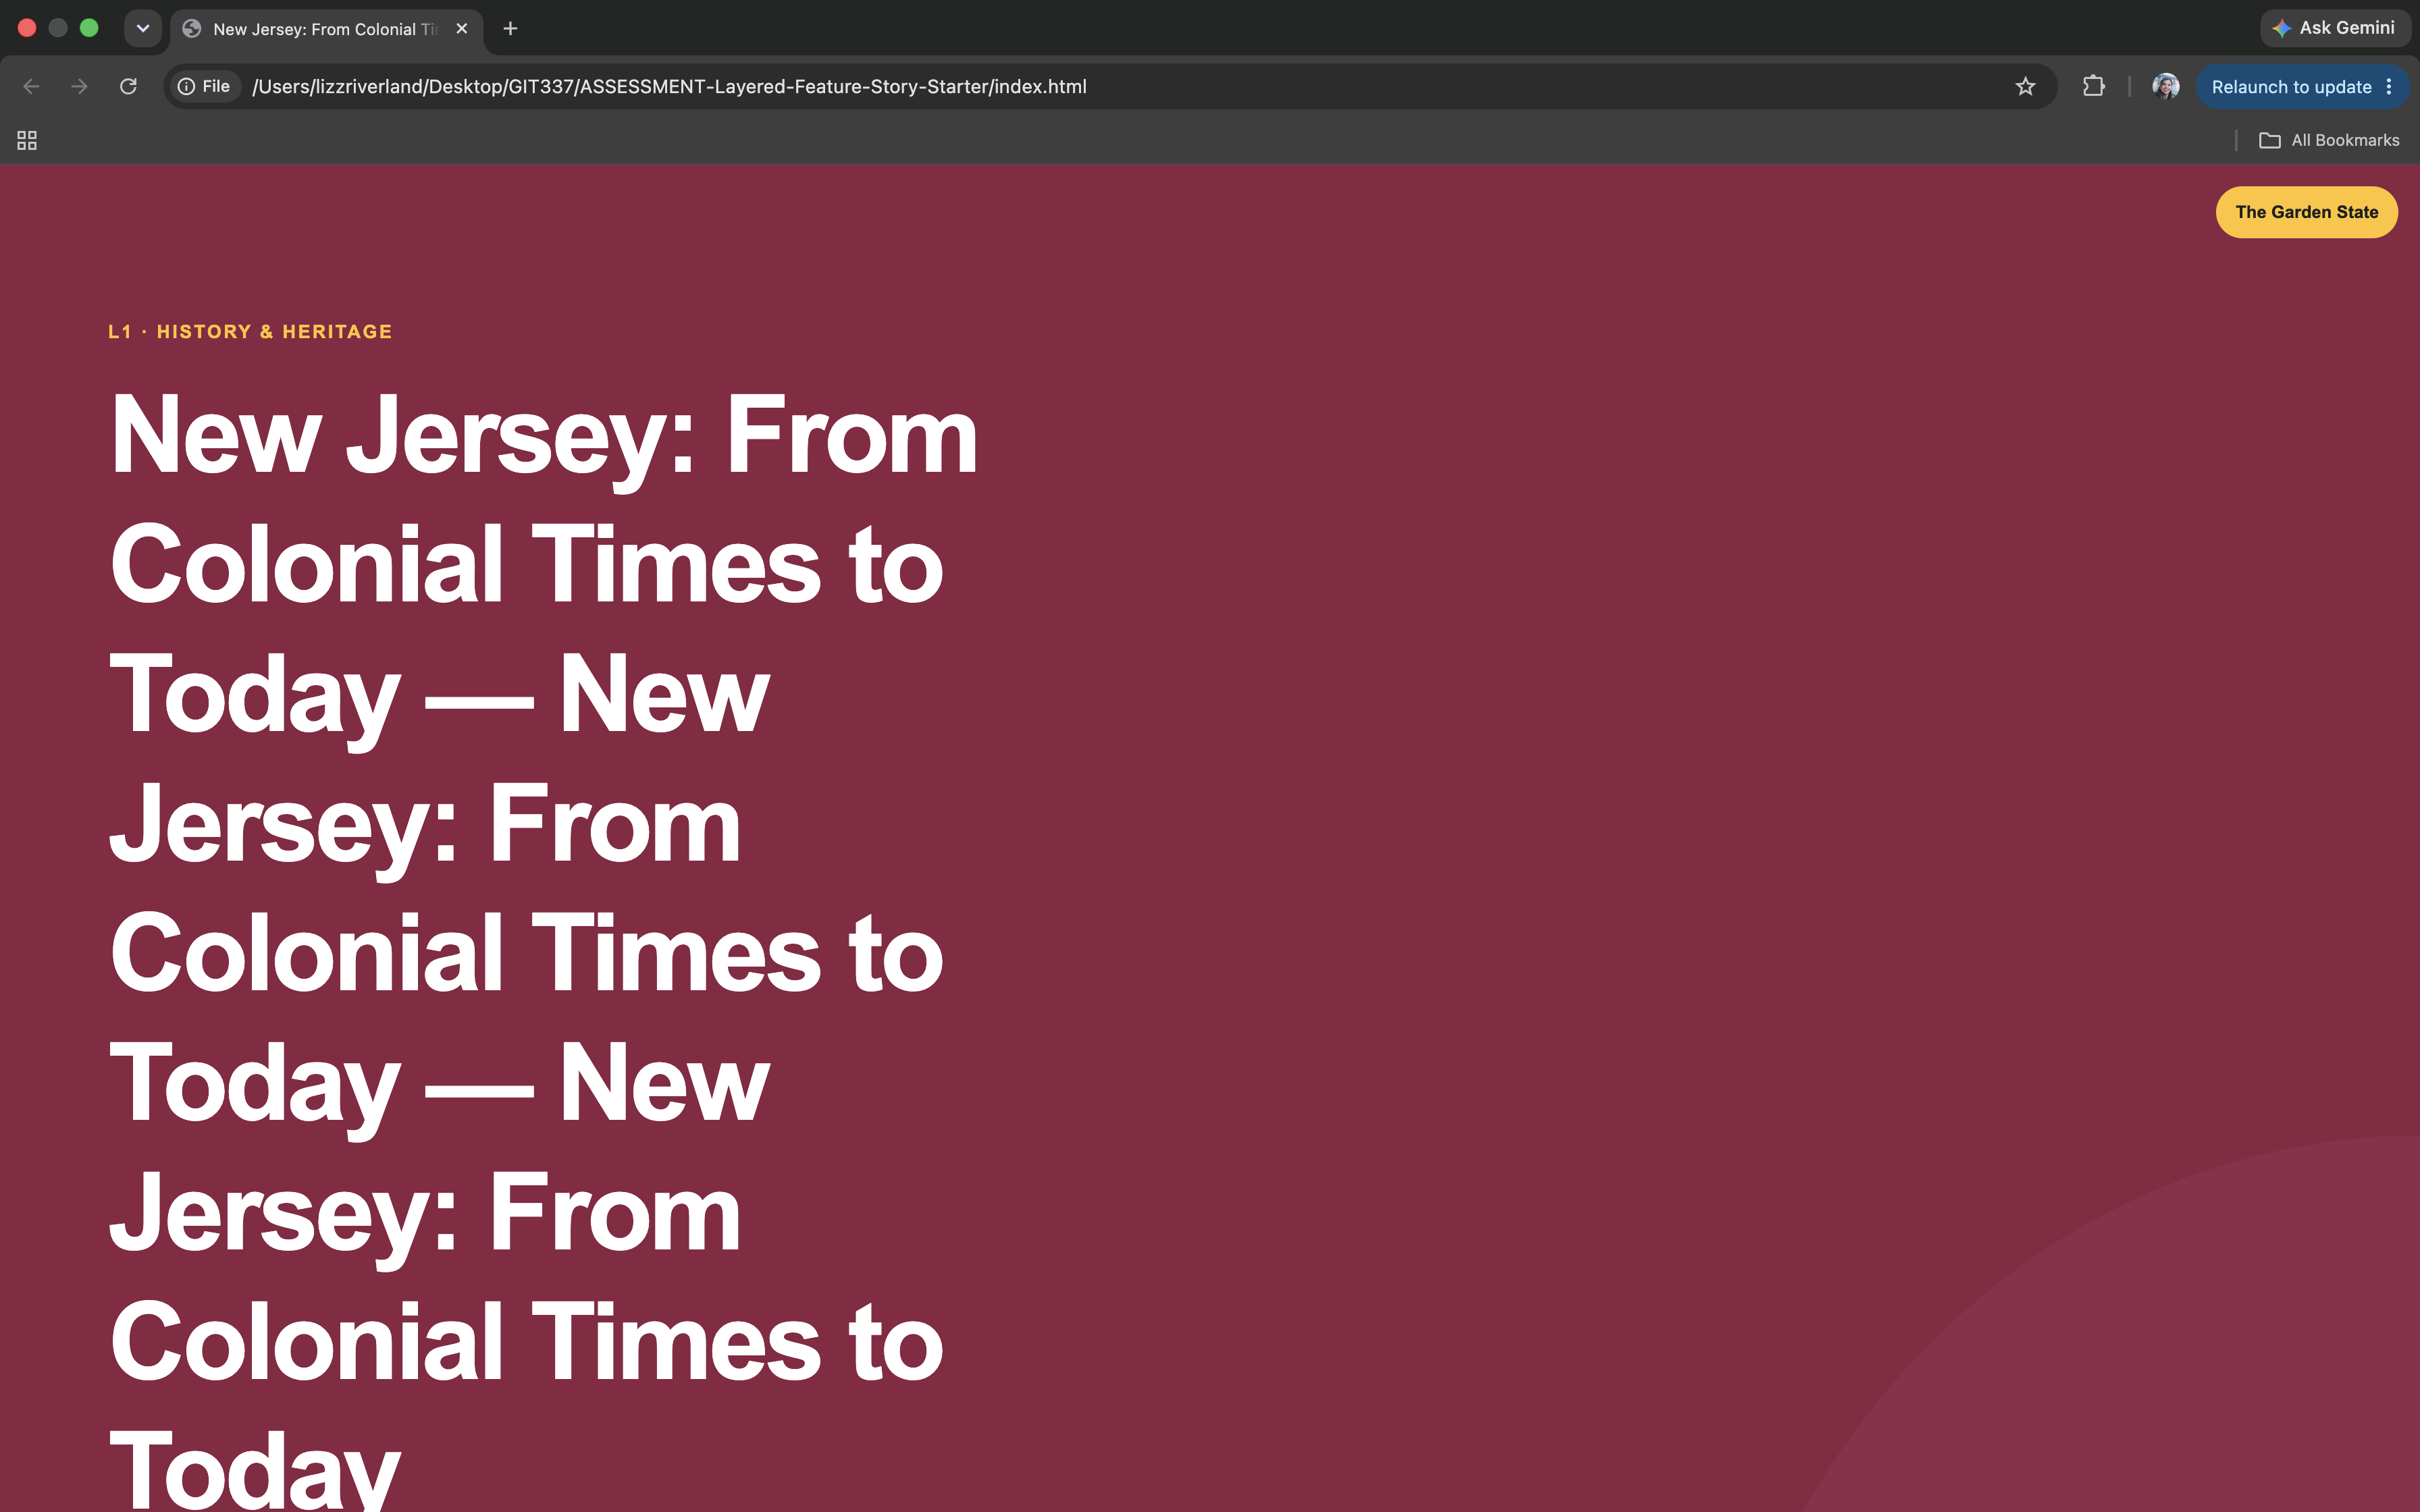 New Jersey: From Colonial Ti
Ask Gemini
File /Users/lizzriverland/Desktop/GIT337/ASSESSMENT-Layered-Feature-Story-Starter/index.html
Relaunch to update
All Bookmarks
The Garden State
L1 · HISTORY & HERITAGE
New Jersey: From
Colonial Times to
Today — New
Jersey: From
Colonial Times to
Today — New
Jersey: From
Colonial Times to
Today